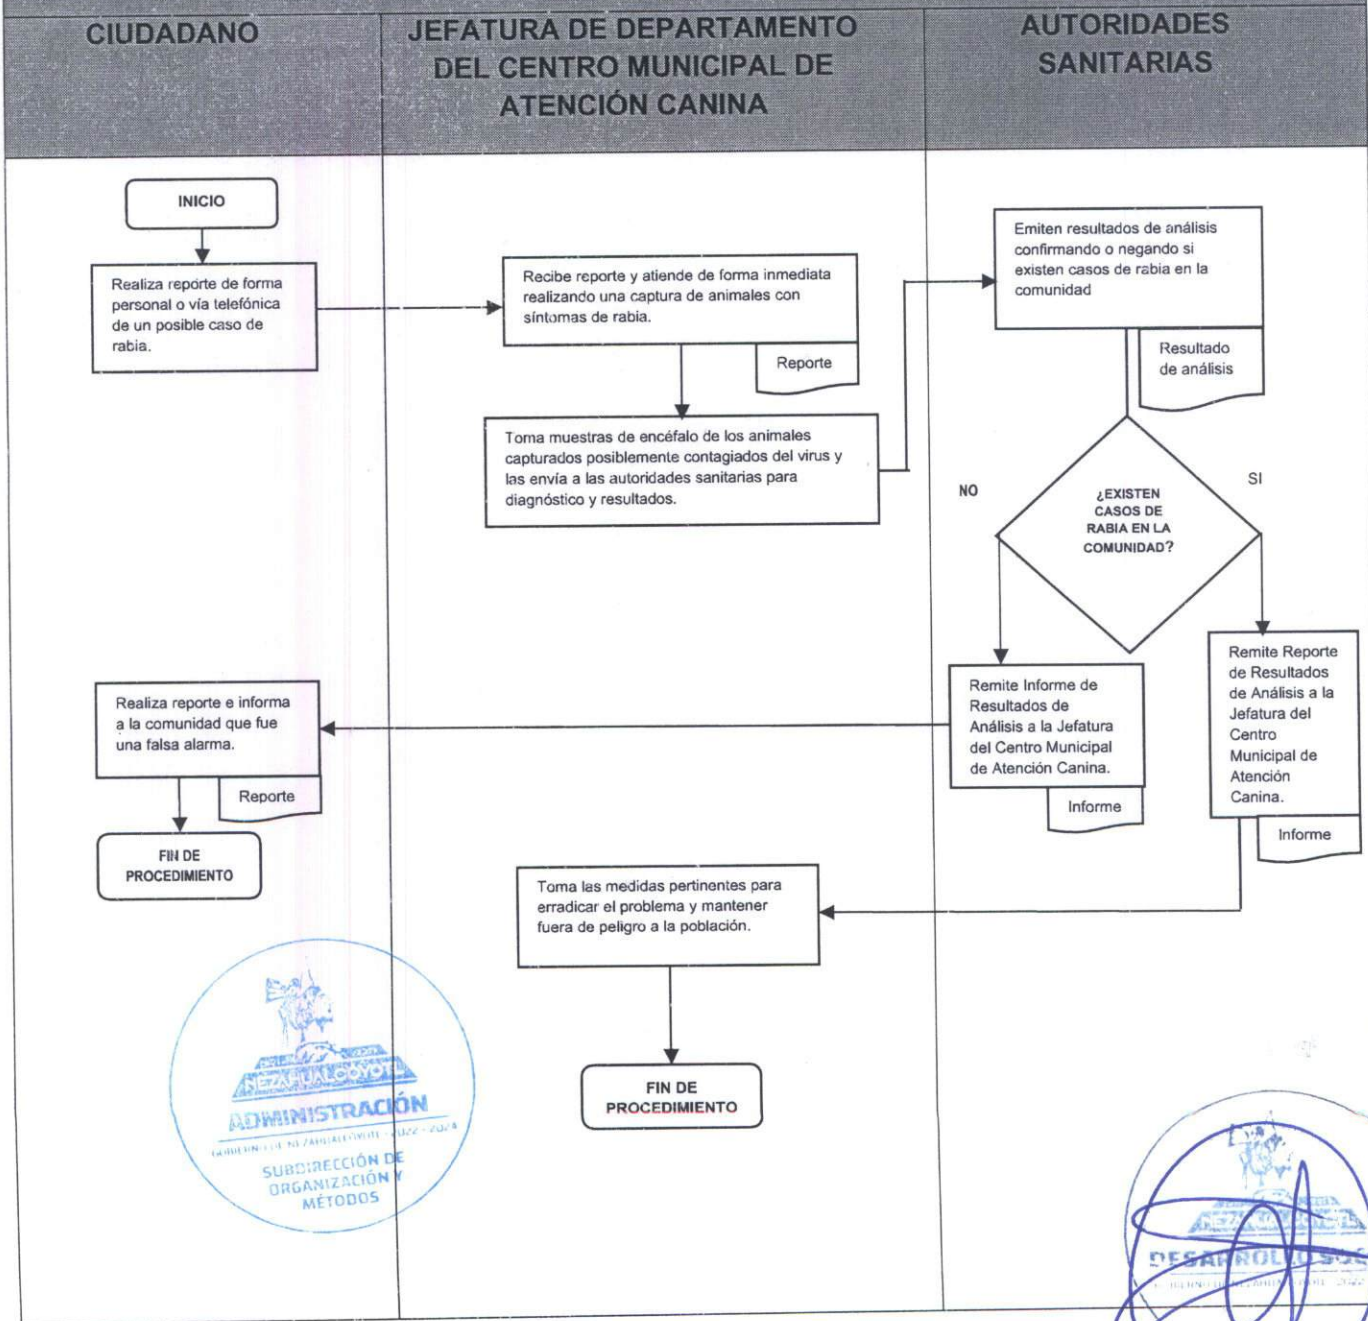 CIUDADANO
JEFATURA DE DEPARTAMENTO
DEL CENTRO MUNICIPAL DE
ATENCIÓN CANINA
AUTORIDADES
SANITARIAS
INICIO
Realiza reporte de forma
personal o vía telefónica
de un posible caso de
rabia.
Recibe reporte y atiende de forma inmediata
realizando una captura de animales con
síntomas de rabia.
Reporte
Toma muestras de encéfalo de los animales
capturados posiblemente contagiados del virus y
las envía a las autoridades sanitarias para
diagnóstico y resultados.
Emiten resultados de análisis
confirmando o negando si
existen casos de rabia en la
comunidad
Resultado
de análisis
NO
¿EXISTEN
CASOS DE
RABIA EN LA
COMUNIDAD?
SI
Remite Informe de
Resultados de
Análisis a la Jefatura
del Centro Municipal
de Atención Canina.
Informe
Remite Reporte
de Resultados
de Análisis a la
Jefatura del
Centro
Municipal de
Atención
Canina.
Informe
Realiza reporte e informa
a la comunidad que fue
una falsa alarma.
Reporte
FIN DE
PROCEDIMIENTO
Toma las medidas pertinentes para
erradicar el problema y mantener
fuera de peligro a la población.
FIN DE
PROCEDIMIENTO
NEZAHUALCÓYOTL
ADMINISTRACIÓN
GOBIERNO DE NEZAHUALCÓYOTL - 2022 - 2024
SUBDIRECCIÓN DE
ORGANIZACIÓN Y
MÉTODOS
DESARROLLO SOC